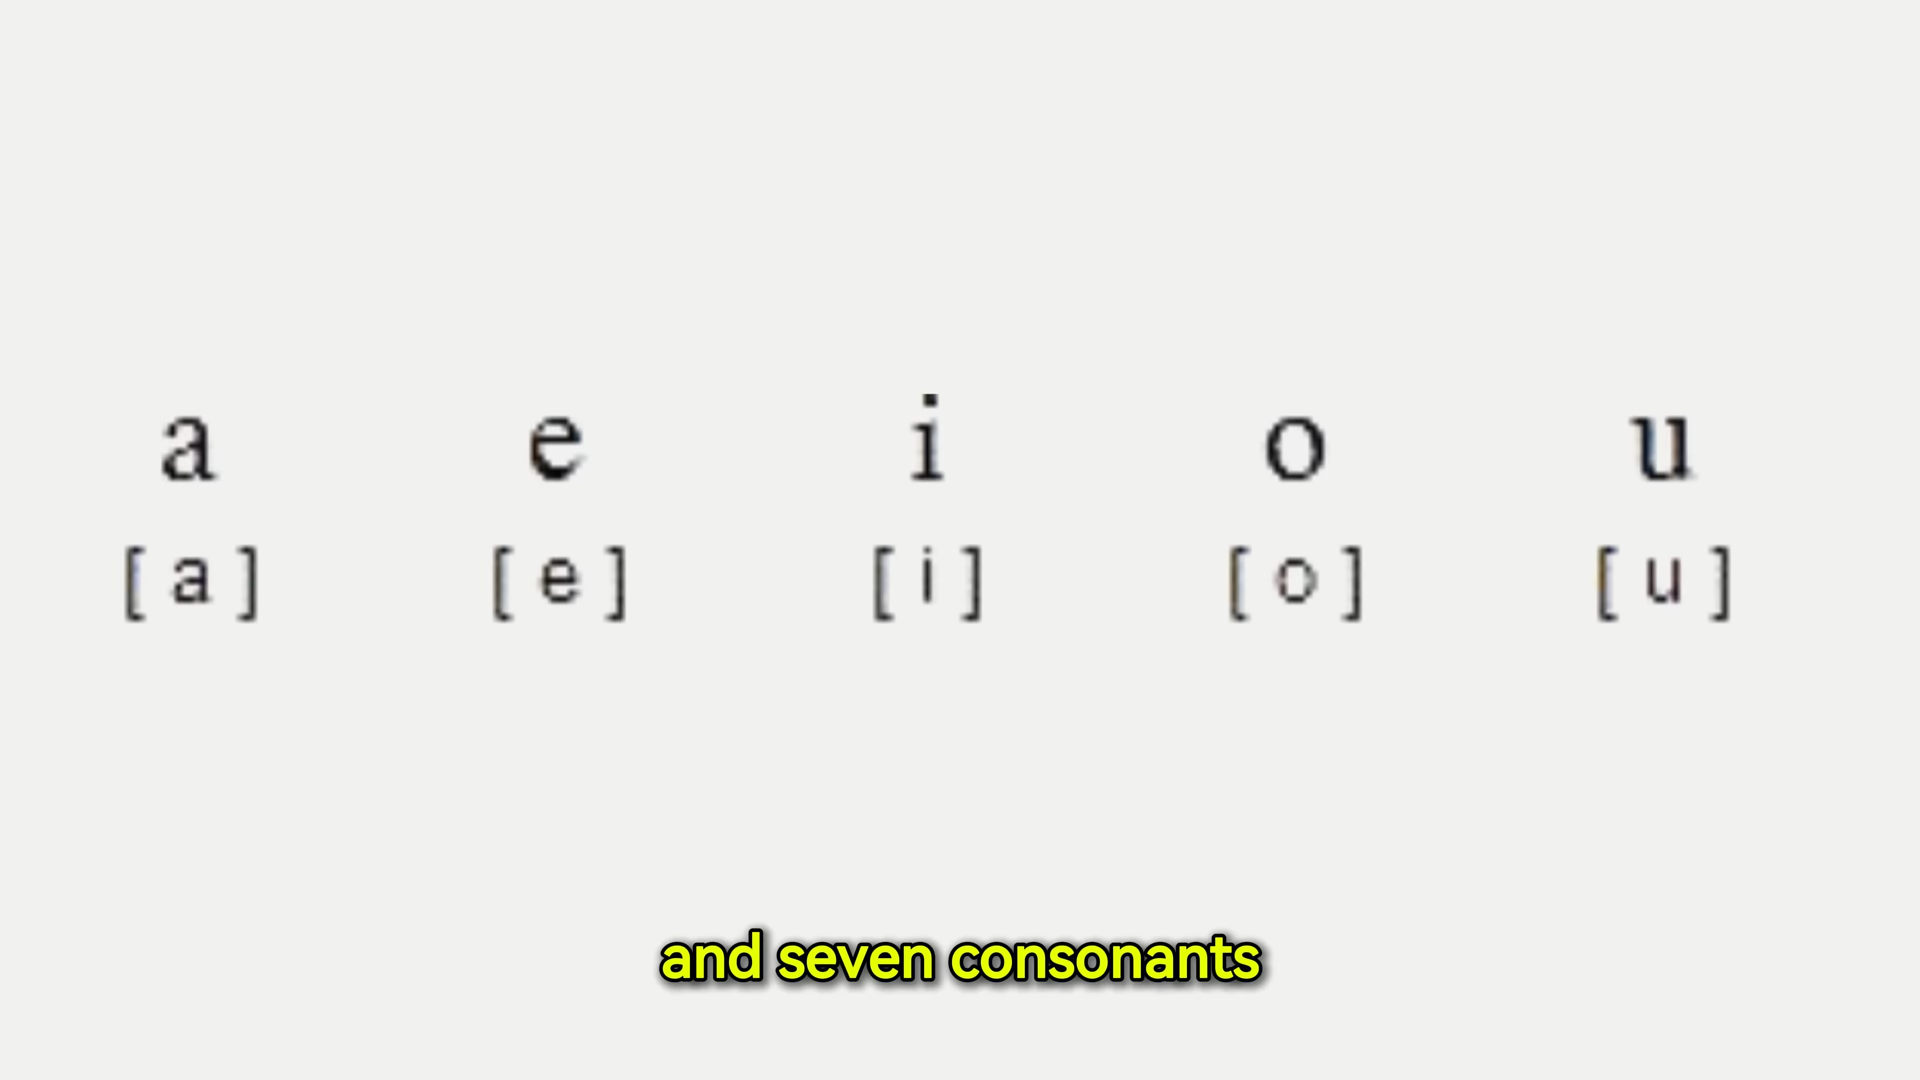 a e i o u
[ a ] [ e ] [ i ] [ o ] [ u ]
and seven consonants